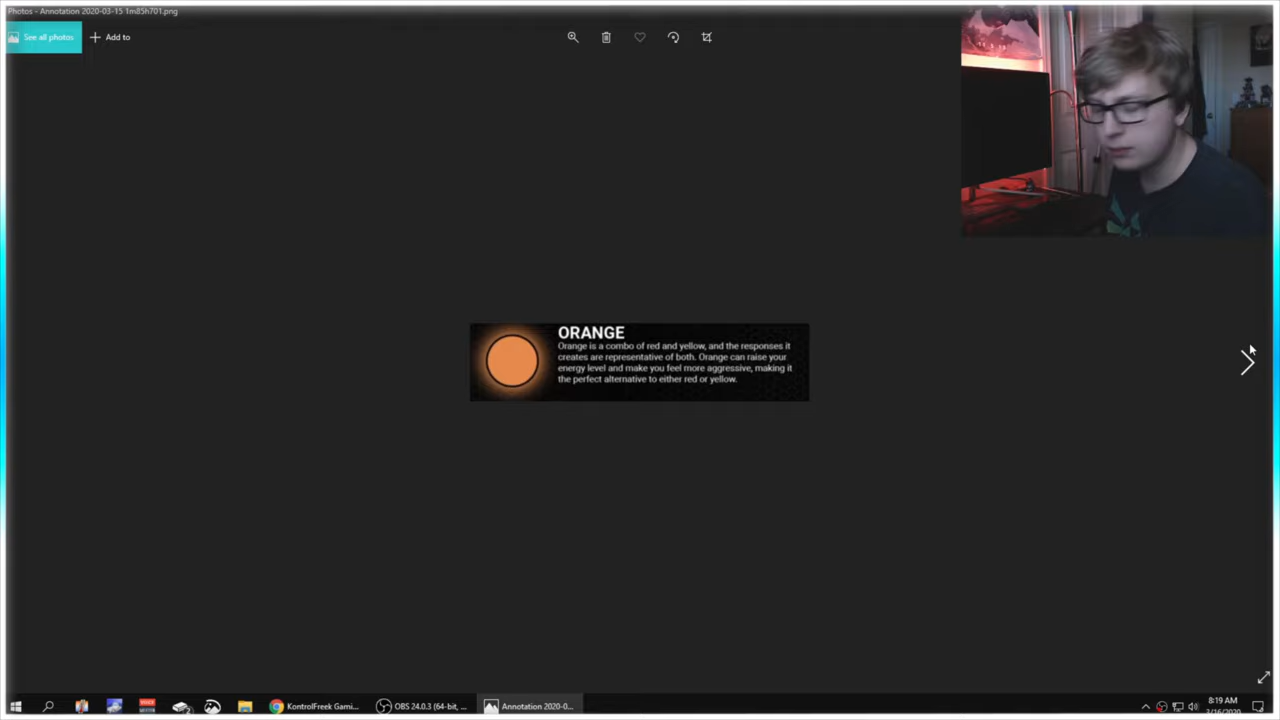 Photos - Annotation 2020-03-15 1m85h701.png
See all photos
Add to
ORANGE
Orange is a combo of red and yellow, and the responses it
creates are representative of both. Orange can raise your
energy level and make you feel more aggressive, making it
the perfect alternative to either red or yellow.
KontrolFreek Gami...
OBS 24.0.3 (64-bit, ...
Annotation 2020-0...
8:19 AM
3/16/2020